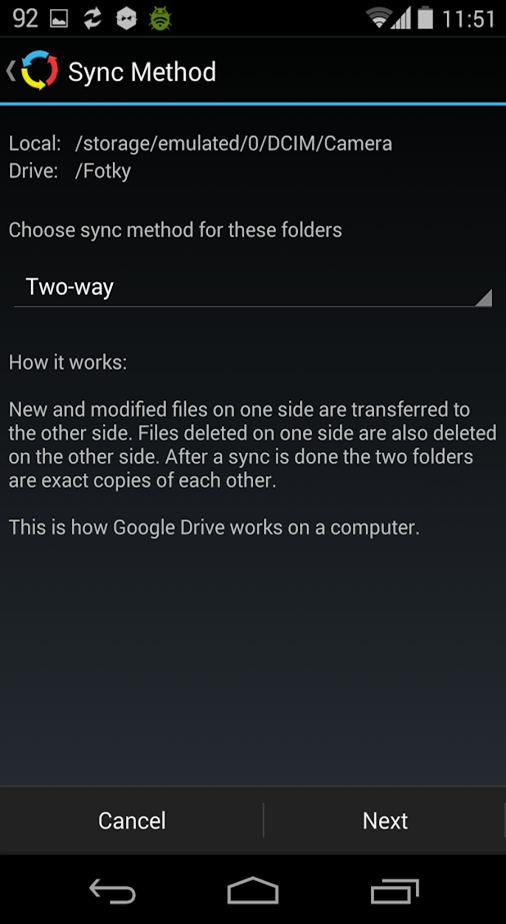 92 11:51
Sync Method
Local: /storage/emulated/0/DCIM/Camera
Drive: /Fotky
Choose sync method for these folders
Two-way
How it works:
New and modified files on one side are transferred to
the other side. Files deleted on one side are also deleted
on the other side. After a sync is done the two folders
are exact copies of each other.
This is how Google Drive works on a computer.
Cancel Next